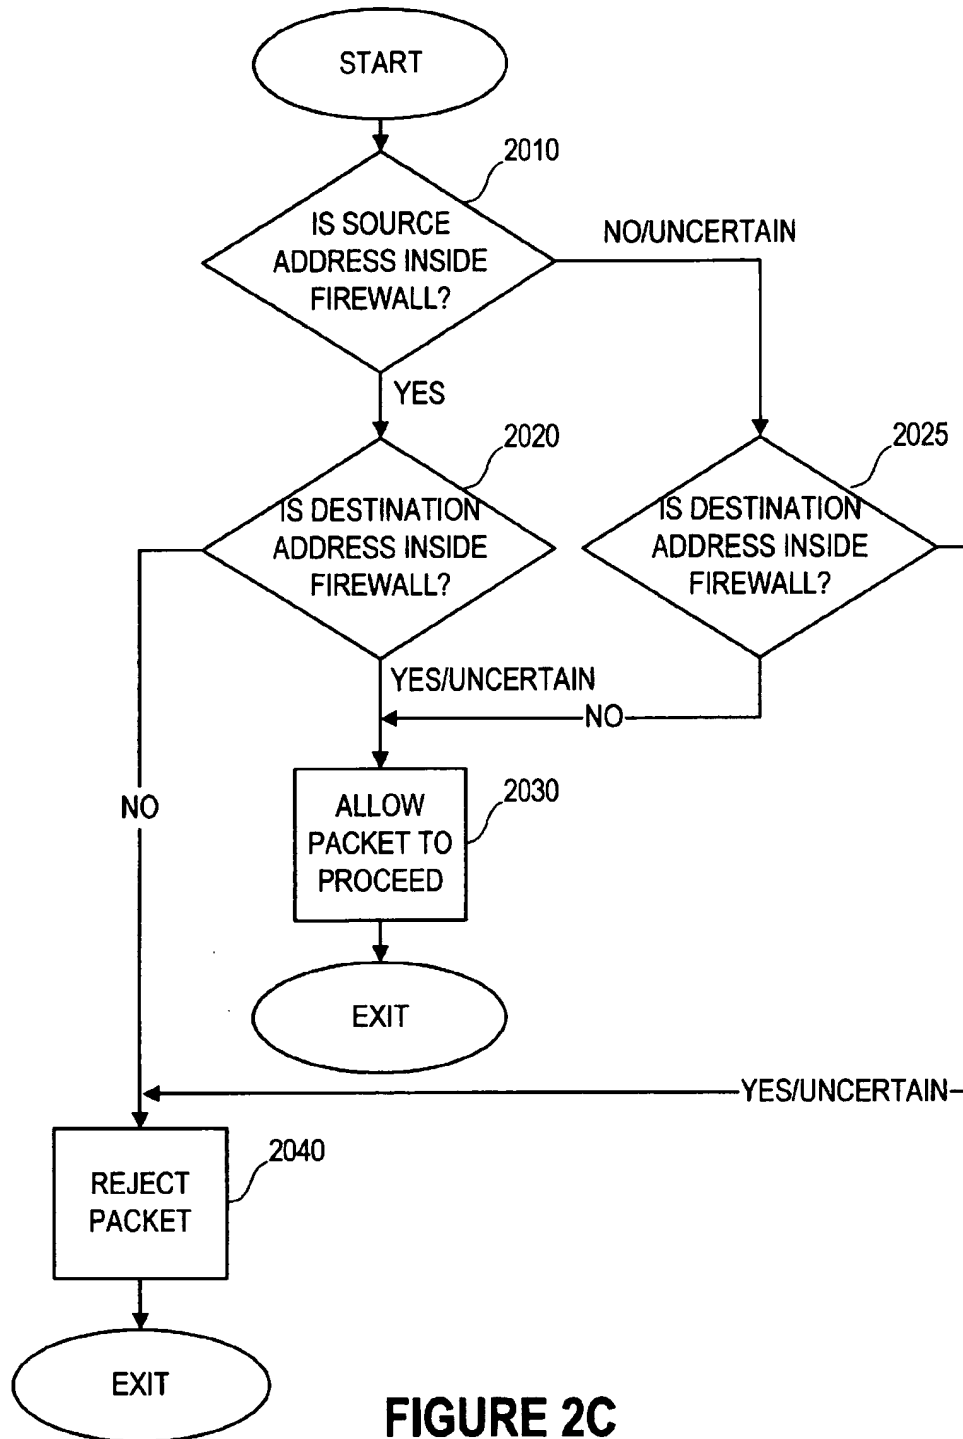 START
2010
IS SOURCE
ADDRESS INSIDE
FIREWALL?
NO/UNCERTAIN
YES
2020
IS DESTINATION
ADDRESS INSIDE
FIREWALL?
2025
IS DESTINATION
ADDRESS INSIDE
FIREWALL?
YES/UNCERTAIN
NO
NO
ALLOW
PACKET TO
PROCEED
2030
EXIT
YES/UNCERTAIN
REJECT
PACKET
2040
EXIT
FIGURE 2C